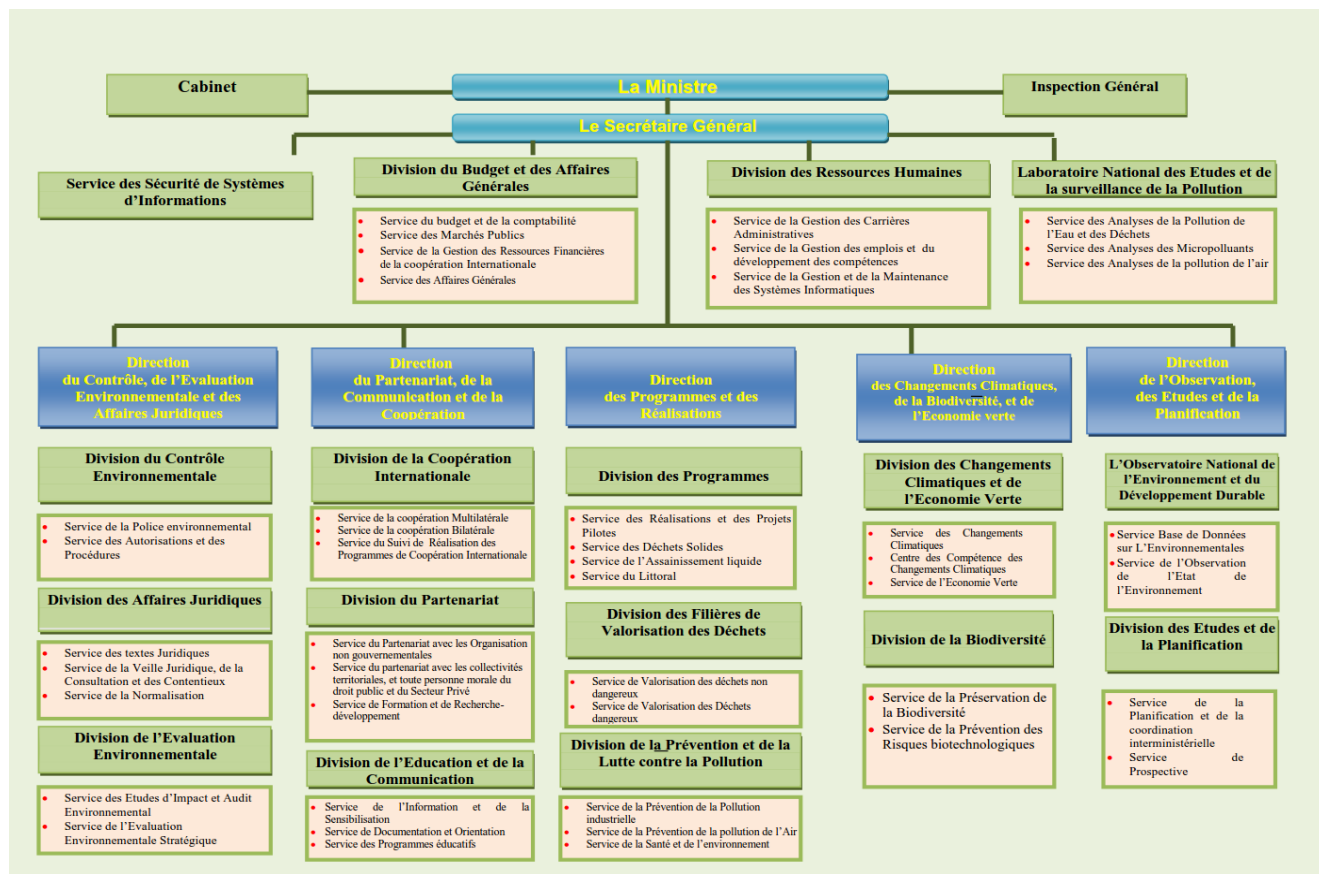 Cabinet
La Ministre
Inspection Général
Le Secrétaire Général
Service des Sécurité de Systèmes
d'Informations
Division du Budget et des Affaires
Générales
Service du budget et de la comptabilité
Service des Marchés Publics
Service de la Gestion des Ressources Financières
de la coopération Internationale
Service des Affaires Générales
Division des Ressources Humaines
Service de la Gestion des Carrières
Administratives
Service de la Gestion des emplois et du
développement des compétences
Service de la Gestion et de la Maintenance
des Systèmes Informatiques
Laboratoire National des Etudes et de
la surveillance de la Pollution
Service des Analyses de la Pollution de
l'Eau et des Déchets
Service des Analyses des Micropolluants
Service des Analyses de la pollution de l'air
Direction
du Contrôle, de l'Evaluation
Environnementale et des
Affaires Juridiques
Division du Contrôle
Environnementale
Service de la Police environnemental
Service des Autorisations et des
Procédures
Division des Affaires Juridiques
Service des textes Juridiques
Service de la Veille Juridique, de la
Consultation et des Contentieux
Service de la Normalisation
Division de l'Evaluation
Environnementale
Service des Etudes d'Impact et Audit
Environnemental
Service de l'Evaluation
Environnementale Stratégique
Direction
du Partenariat, de la
Communication et de la
Coopération
Division de la Coopération
Internationale
Service de la coopération Multilatérale
Service de la coopération Bilatérale
Service du Suivi de Réalisation des
Programmes de Coopération Internationale
Division du Partenariat
Service du Partenariat avec les Organisation
non gouvernementales
Service du partenariat avec les collectivités
territoriales, et toute personne morale du
droit public et du Secteur Privé
Service de Formation et de Recherche-
développement
Division de l'Education et de la
Communication
Service de l'Information et de la
Sensibilisation
Service de Documentation et Orientation
Service des Programmes éducatifs
Direction
des Programmes et des
Réalisations
Division des Programmes
Service des Réalisations et des Projets
Pilotes
Service des Déchets Solides
Service de l'Assainissement liquide
Service du Littoral
Division des Filières de
Valorisation des Déchets
Service de Valorisation des déchets non
dangereux
Service de Valorisation des Déchets
dangereux
Division de la Prévention et de la
Lutte contre la Pollution
Service de la Prévention de la Pollution
industrielle
Service de la Prévention de la pollution de l'Air
Service de la Santé et de l'environnement
Direction
des Changements Climatiques,
de la Biodiversité, et de
l'Economie verte
Division des Changements
Climatiques et de
l'Economie Verte
Service des Changements
Climatiques
Centre des Compétence des
Changements Climatiques
Service de l'Economie Verte
Division de la Biodiversité
Service de la Préservation de
la Biodiversité
Service de la Prévention des
Risques biotechnologiques
Direction
de l'Observation,
des Etudes et de la
Planification
L'Observatoire National de
l'Environnement et du
Développement Durable
Service Base de Données
sur L'Environnementales
Service de l'Observation
de l'Etat de
l'Environnement
Division des Etudes et de
la Planification
Service de la
Planification et de la
coordination
interministérielle
Service de
Prospective